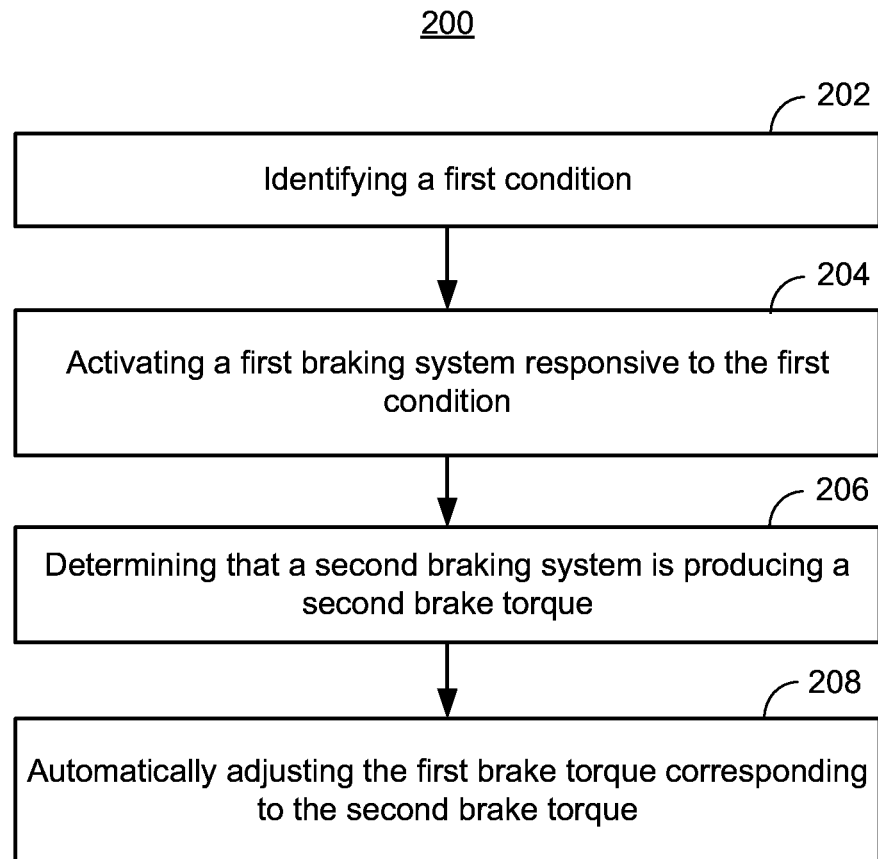 200
202
Identifying a first condition
204
Activating a first braking system responsive to the first
condition
206
Determining that a second braking system is producing a
second brake torque
208
Automatically adjusting the first brake torque corresponding
to the second brake torque